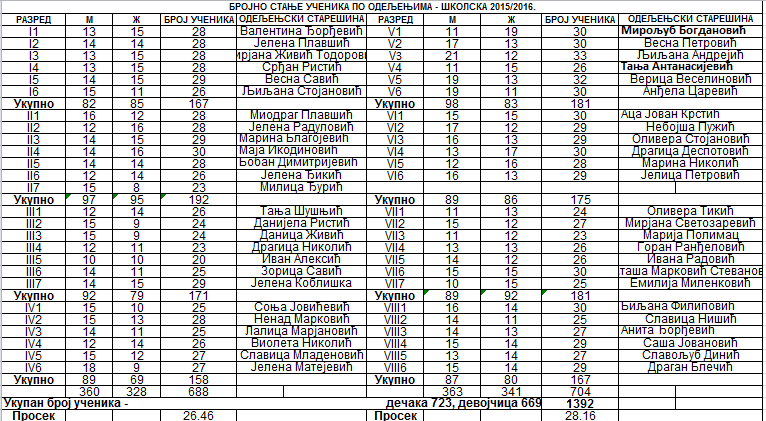 БРОЈНО СТАЊЕ УЧЕНИКА ПО ОДЕЉЕЊИМА - ШКОЛСКА 2015/2016.
РАЗРЕД М Ж БРОЈ УЧЕНИКА ОДЕЉЕЊСКИ СТАРЕШИНА РАЗРЕД М Ж БРОЈ УЧЕНИКА ОДЕЉЕЊСКИ СТАРЕШИНА
I1 13 15 28 Валентина Ђорђевић V1 11 19 30 Мирољуб Богдановић
I2 14 14 28 Јелена Плавшић V2 17 13 30 Весна Петровић
I3 13 15 28 ирјана Живић Тодорови V3 21 12 33 Љиљана Андрејић
I4 13 15 28 Срђан Ристић V4 11 15 26 Тања Антанасијевић
I5 14 15 29 Весна Савић V5 19 13 32 Верица Веселиновић
I6 15 11 26 Љиљана Стојановић V6 19 11 30 Анђела Царевић
Укупно 82 85 167 Укупно 98 83 181
II1 16 12 28 Миодраг Плавшић VI1 15 15 30 Аца Јован Крстић
II2 12 16 28 Јелена Радуловић VI2 17 12 29 Небојша Пужић
II3 14 15 29 Марина Благојевић VI3 16 13 29 Оливера Стојановић
II4 14 16 30 Маја Икодиновић VI4 13 17 30 Драгица Деспотовић
II5 14 14 28 Бобан Димитријевић VI5 12 16 28 Марина Николић
II6 12 14 26 Јелена Ђикић VI6 16 13 29 Јелица Петровић
II7 15 8 23 Милица Ђурић
Укупно 97 95 192 Укупно 89 86 175
III1 12 14 26 Тања Шушњић VII1 11 13 24 Оливера Тикић
III2 15 9 24 Данијела Ристић VII2 15 12 27 Мирјана Светозаревић
III3 15 9 24 Даница Живић VII3 11 12 23 Марија Полимац
III4 12 11 23 Драгица Николић VII4 13 13 26 Горан Ранђеловић
III5 10 10 20 Иван Алексић VII5 14 12 26 Ивана Радовић
III6 14 11 25 Зорица Савић VII6 15 15 30 таша Марковић Стеванов
III7 14 15 29 Јелена Коблишка VII7 10 15 25 Емилија Миленковић
Укупно 92 79 171 Укупно 89 92 181
IV1 15 10 25 Соња Јовићевић VIII1 16 14 30 Биљана Филиповић
IV2 15 13 28 Ненад Марковић VIII2 14 11 25 Славица Нишић
IV3 14 11 25 Лалица Марјановић VIII3 14 13 27 Анита Ђорђевић
IV4 12 14 26 Виолета Николић VIII4 15 14 29 Саша Јовановић
IV5 15 12 27 Славица Младеновић VIII5 13 14 27 Славољуб Динић
IV6 18 9 27 Јелена Матејевић VIII6 15 14 29 Драган Блечић
Укупно 89 69 158 Укупно 87 80 167
360 328 688 363 341 704
Укупан број ученика - дечака 723, девојчица 669 1392
Просек 26.46 Просек 28.16